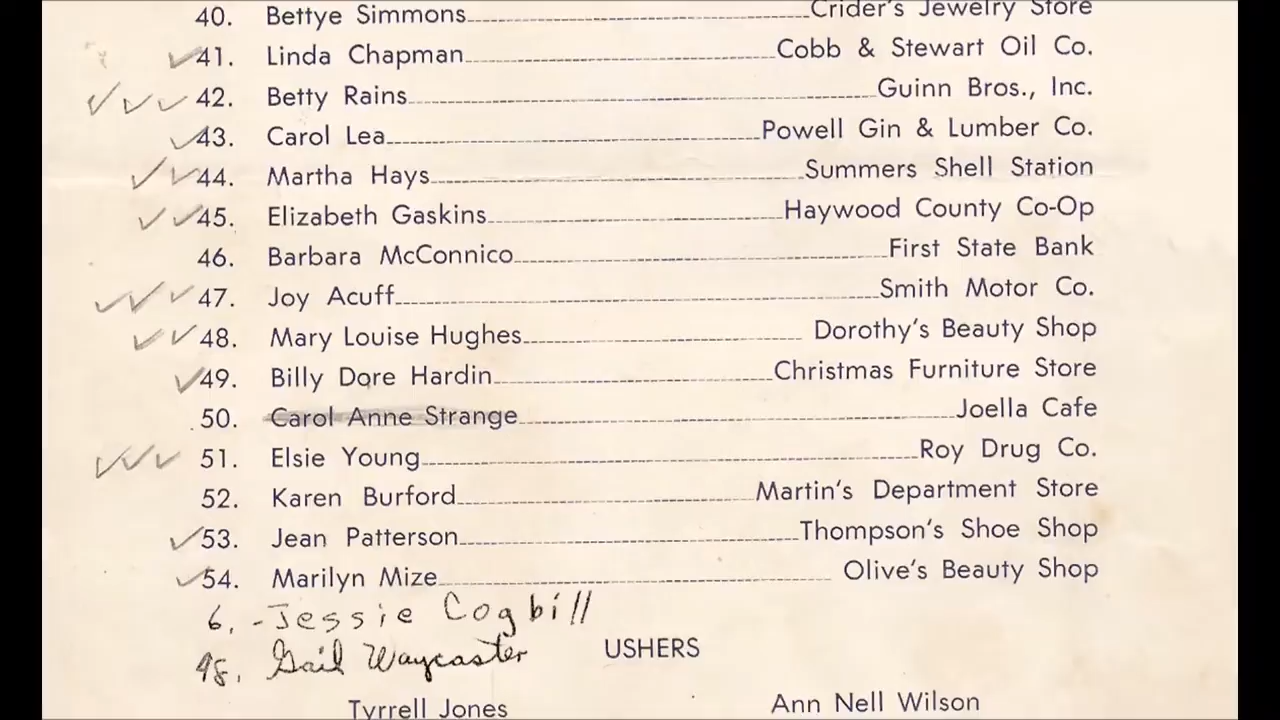 40. Bettye Simmons Crider's Jewelry Store
41. Linda Chapman Cobb & Stewart Oil Co.
42. Betty Rains Guinn Bros., Inc.
43. Carol Lea Powell Gin & Lumber Co.
44. Martha Hays Summers Shell Station
45. Elizabeth Gaskins Haywood County Co-Op
46. Barbara McConnico First State Bank
47. Joy Acuff Smith Motor Co.
48. Mary Louise Hughes Dorothy's Beauty Shop
49. Billy Dore Hardin Christmas Furniture Store
50. Carol Anne Strange Joella Cafe
51. Elsie Young Roy Drug Co.
52. Karen Burford Martin's Department Store
53. Jean Patterson Thompson's Shoe Shop
54. Marilyn Mize Olive's Beauty Shop
6. - Jessie Cogbill
48. Gail Waycaster
USHERS
Tyrrell Jones Ann Nell Wilson